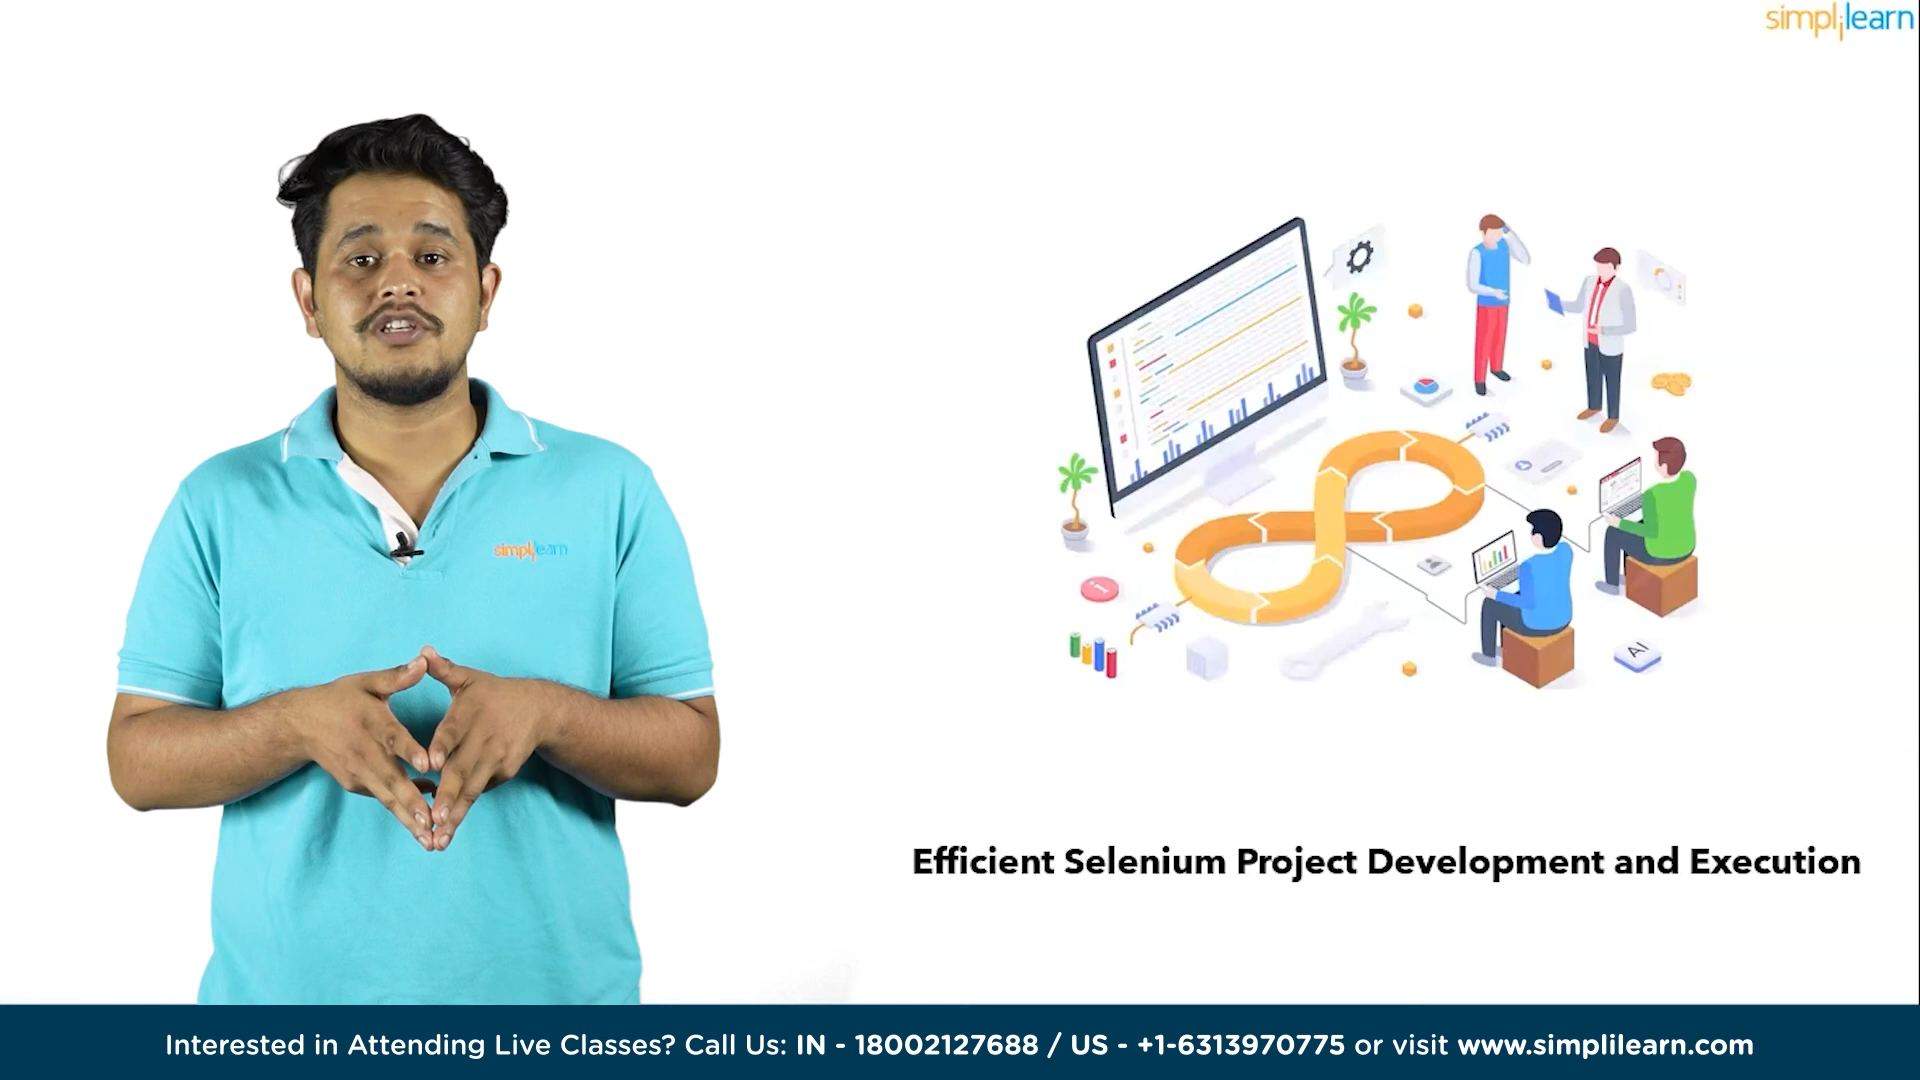 simplilearn
simplilearn
AI
Efficient Selenium Project Development and Execution
Interested in Attending Live Classes? Call Us: IN - 18002127688 / US - +1-6313970775 or visit www.simplilearn.com